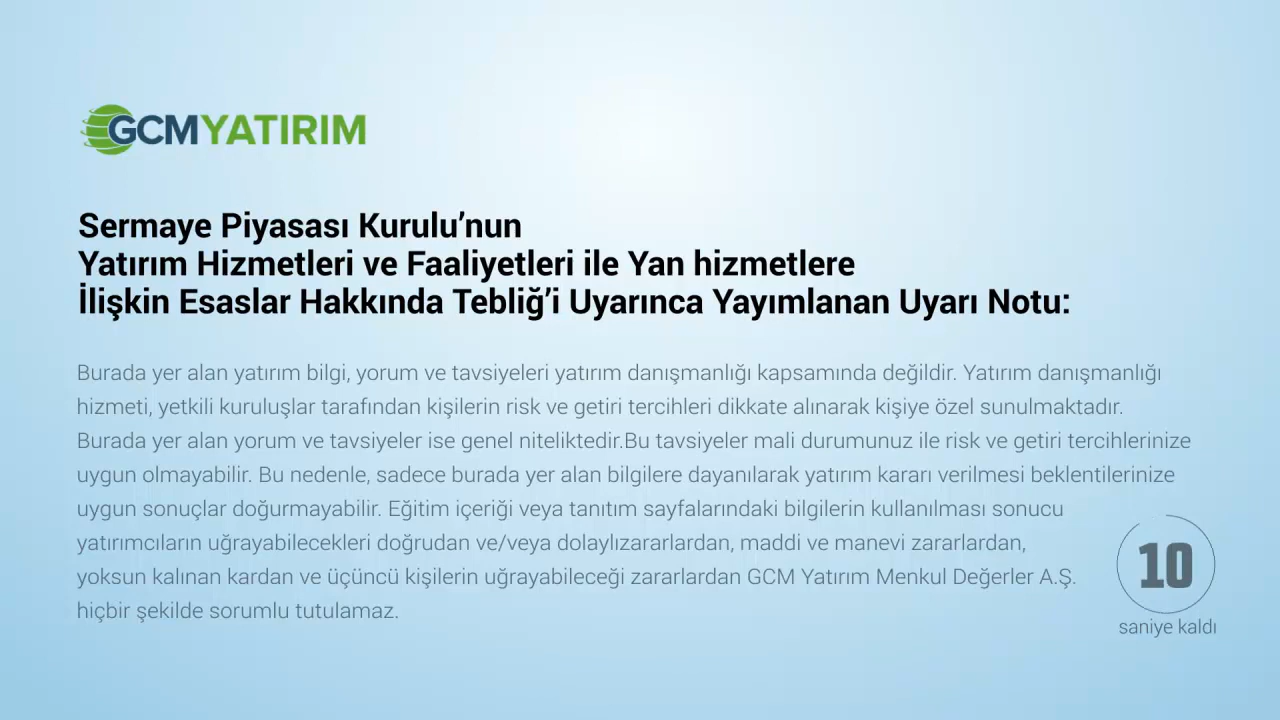 GCMYATIRIM
Sermaye Piyasası Kurulu’nun
Yatırım Hizmetleri ve Faaliyetleri ile Yan hizmetlere
İlişkin Esaslar Hakkında Tebliğ’i Uyarınca Yayımlanan Uyarı Notu:
Burada yer alan yatırım bilgi, yorum ve tavsiyeleri yatırım danışmanlığı kapsamında değildir. Yatırım danışmanlığı
hizmeti, yetkili kuruluşlar tarafından kişilerin risk ve getiri tercihleri dikkate alınarak kişiye özel sunulmaktadır.
Burada yer alan yorum ve tavsiyeler ise genel niteliktedir.Bu tavsiyeler mali durumunuz ile risk ve getiri tercihlerinize
uygun olmayabilir. Bu nedenle, sadece burada yer alan bilgilere dayanılarak yatırım kararı verilmesi beklentilerinize
uygun sonuçlar doğurmayabilir. Eğitim içeriği veya tanıtım sayfalarındaki bilgilerin kullanılması sonucu
yatırımcıların uğrayabilecekleri doğrudan ve/veya dolaylızararlardan, maddi ve manevi zararlardan,
yoksun kalınan kardan ve üçüncü kişilerin uğrayabileceği zararlardan GCM Yatırım Menkul Değerler A.Ş.
hiçbir şekilde sorumlu tutulamaz.
10
saniye kaldı